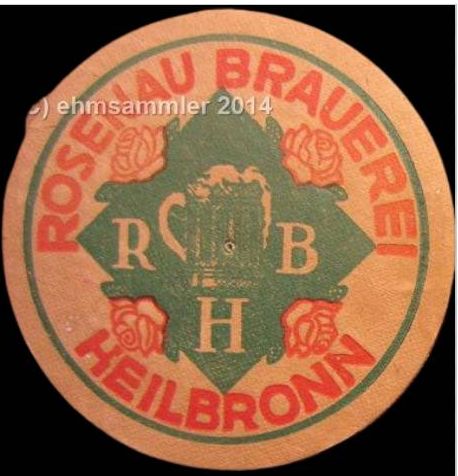 ROSENAU BRAUEREI
c) ehmsammler 2014
R B
H
HEILBRONN